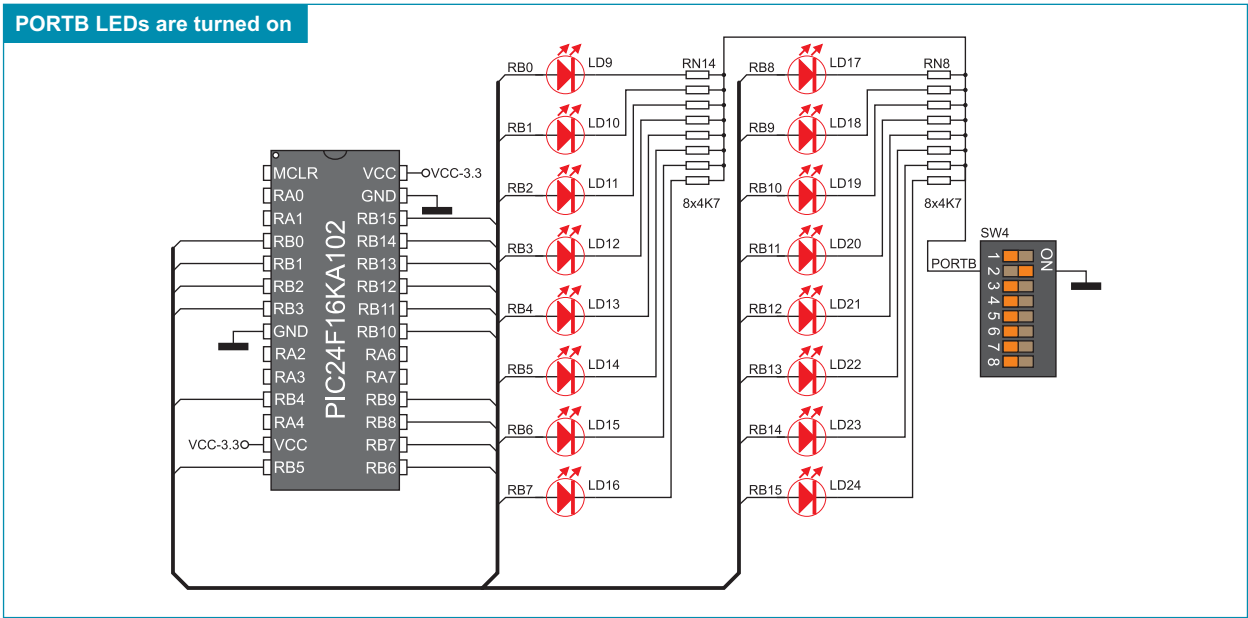 PORTB LEDs are turned on
MCLR
RA0
RA1
RB0
RB1
RB2
RB3
GND
RA2
RA3
RB4
RA4
VCC
RB5
VCC-3.3
PIC24F16KA102
VCC
GND
RB15
RB14
RB13
RB12
RB11
RB10
RA6
RA7
RB9
RB8
RB7
RB6
VCC-3.3
RB0 LD9
RB1 LD10
RB2 LD11
RB3 LD12
RB4 LD13
RB5 LD14
RB6 LD15
RB7 LD16
RN14
8x4K7
RB8 LD17
RB9 LD18
RB10 LD19
RB11 LD20
RB12 LD21
RB13 LD22
RB14 LD23
RB15 LD24
RN8
8x4K7
PORTB
SW4
ON
1
2
3
4
5
6
7
8